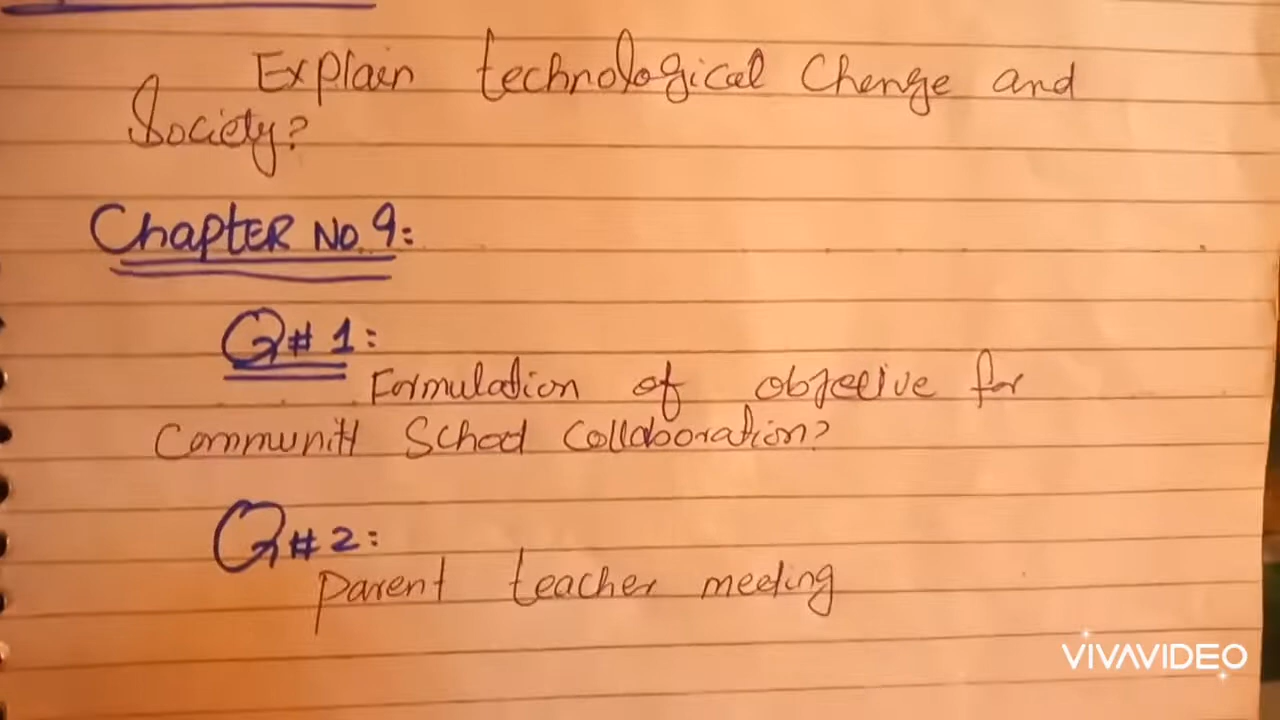 Explain technological Change and
Society?
Chapter No. 9:
Q# 1:
Formulation of objective for
Community School Collaboration?
Q# 2:
parent teacher meeting
VIVAVIDEO